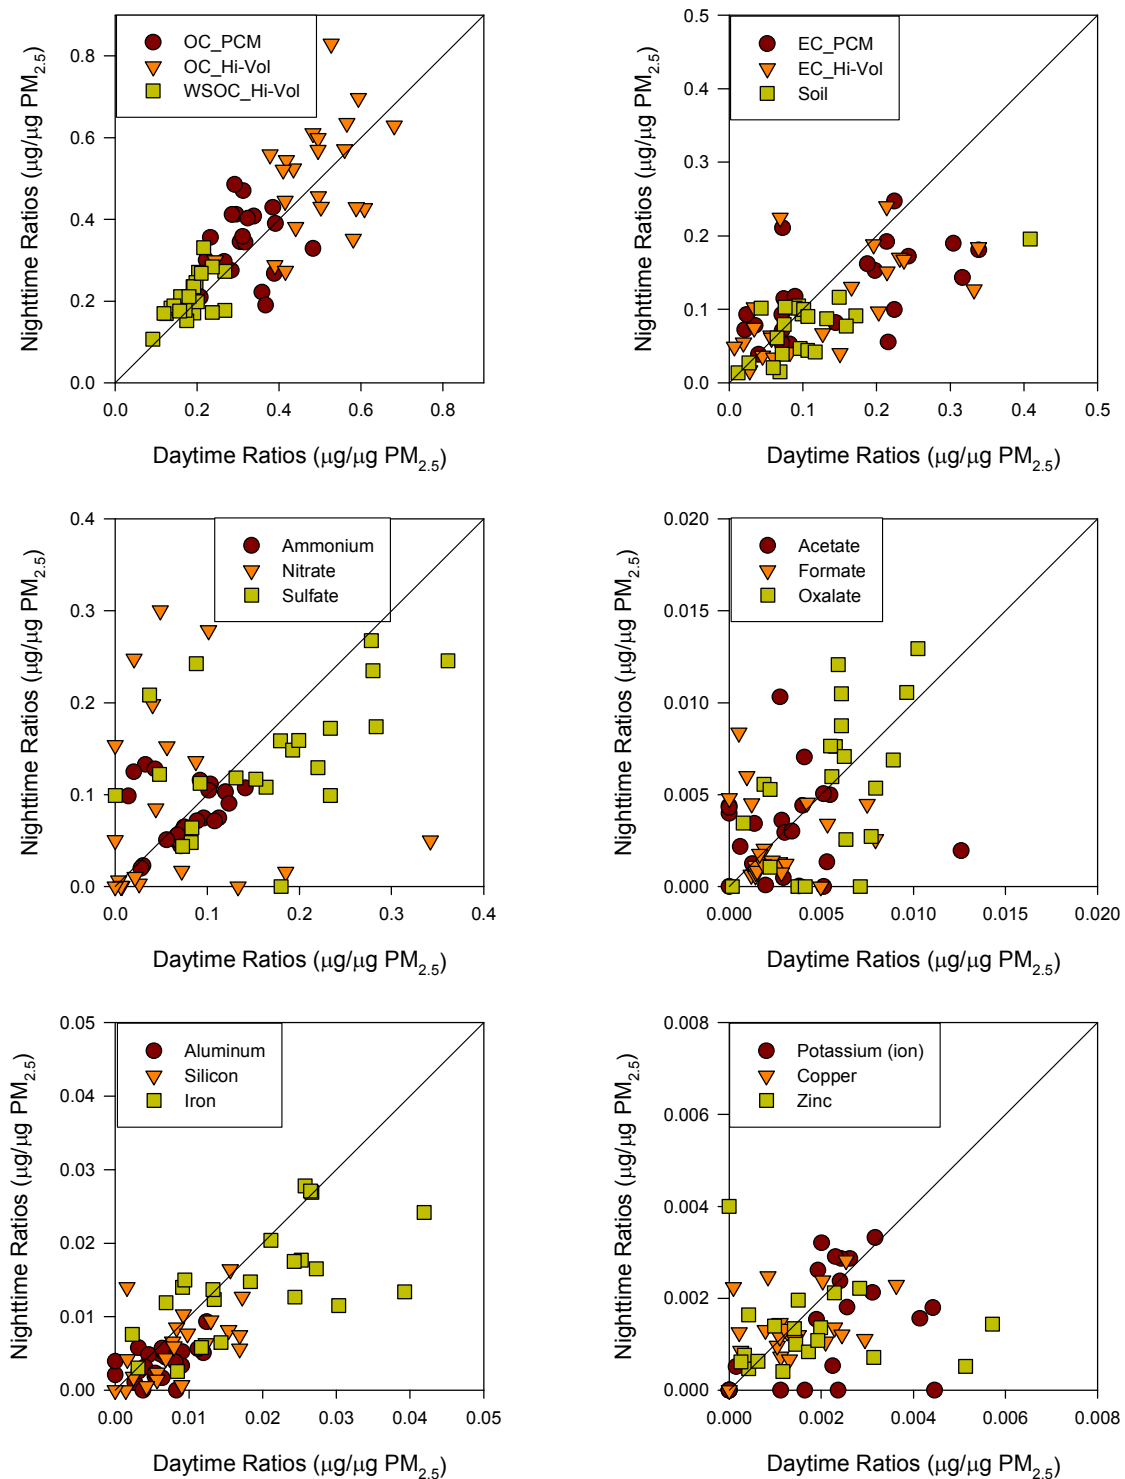 OC_PCM
OC_Hi-Vol
WSOC_Hi-Vol
Nighttime Ratios (μg/μg PM2.5)
0.8
0.6
0.4
0.2
0.0
0.0 0.2 0.4 0.6 0.8
Daytime Ratios (μg/μg PM2.5)
EC_PCM
EC_Hi-Vol
Soil
Nighttime Ratios (μg/μg PM2.5)
0.5
0.4
0.3
0.2
0.1
0.0
0.0 0.1 0.2 0.3 0.4 0.5
Daytime Ratios (μg/μg PM2.5)
Ammonium
Nitrate
Sulfate
Nighttime Ratios (μg/μg PM2.5)
0.4
0.3
0.2
0.1
0.0
0.0 0.1 0.2 0.3 0.4
Daytime Ratios (μg/μg PM2.5)
Acetate
Formate
Oxalate
Nighttime Ratios (μg/μg PM2.5)
0.020
0.015
0.010
0.005
0.000
0.000 0.005 0.010 0.015 0.020
Daytime Ratios (μg/μg PM2.5)
Aluminum
Silicon
Iron
Nighttime Ratios (μg/μg PM2.5)
0.05
0.04
0.03
0.02
0.01
0.00
0.00 0.01 0.02 0.03 0.04 0.05
Daytime Ratios (μg/μg PM2.5)
Potassium (ion)
Copper
Zinc
Nighttime Ratios (μg/μg PM2.5)
0.008
0.006
0.004
0.002
0.000
0.000 0.002 0.004 0.006 0.008
Daytime Ratios (μg/μg PM2.5)